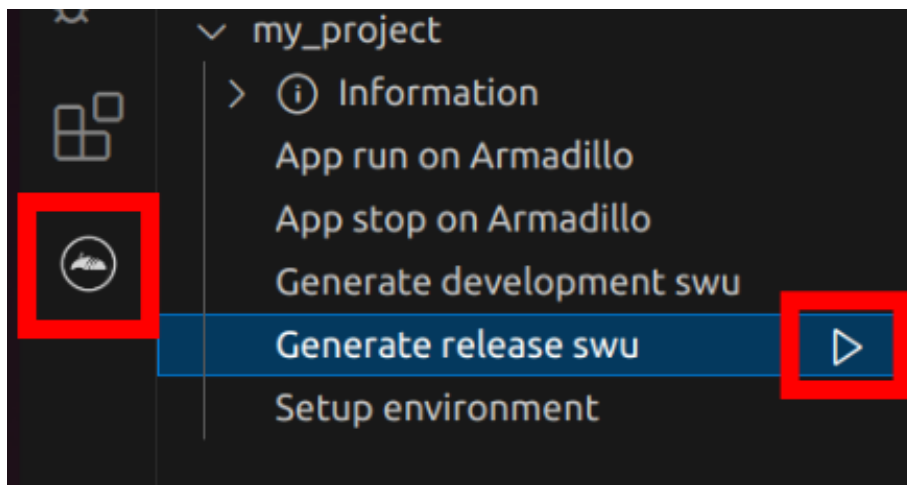 my_project
Information
App run on Armadillo
App stop on Armadillo
Generate development swu
Generate release swu
Setup environment